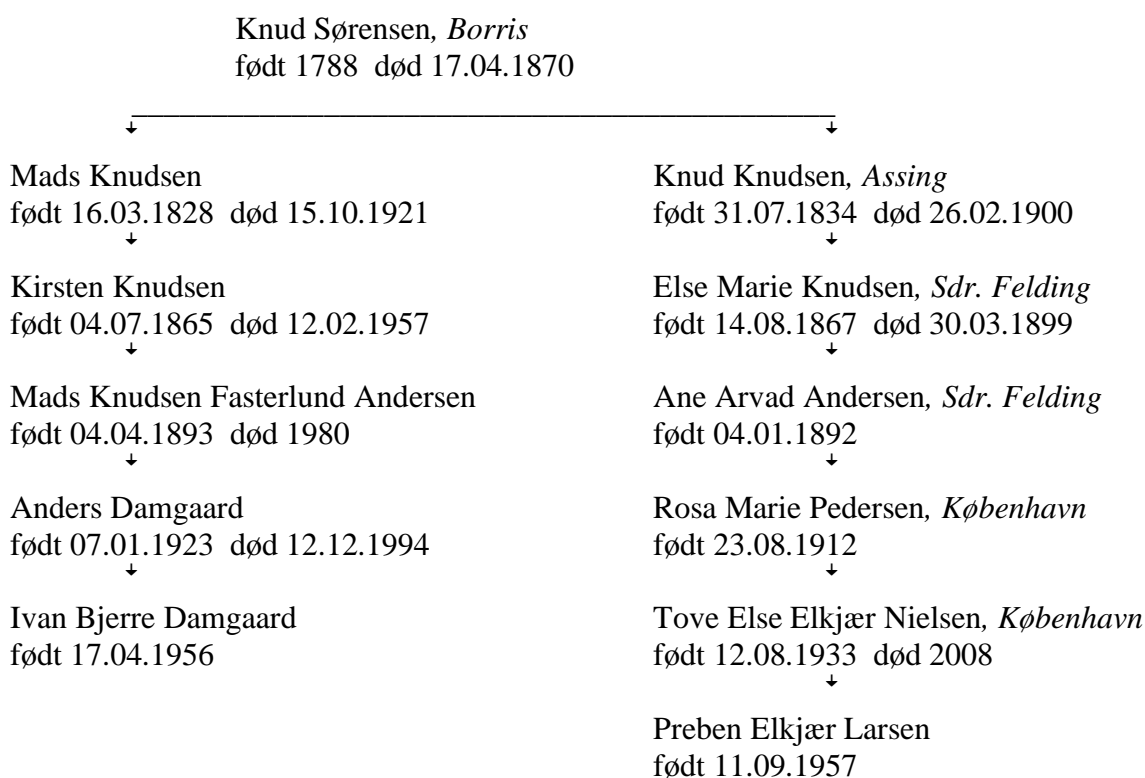 Knud Sørensen, Borris
født 1788 død 17.04.1870
Mads Knudsen
født 16.03.1828 død 15.10.1921
Knud Knudsen, Assing
født 31.07.1834 død 26.02.1900
Kirsten Knudsen
født 04.07.1865 død 12.02.1957
Else Marie Knudsen, Sdr. Felding
født 14.08.1867 død 30.03.1899
Mads Knudsen Fasterlund Andersen
født 04.04.1893 død 1980
Ane Arvad Andersen, Sdr. Felding
født 04.01.1892
Anders Damgaard
født 07.01.1923 død 12.12.1994
Rosa Marie Pedersen, København
født 23.08.1912
Ivan Bjerre Damgaard
født 17.04.1956
Tove Else Elkjær Nielsen, København
født 12.08.1933 død 2008
Preben Elkjær Larsen
født 11.09.1957